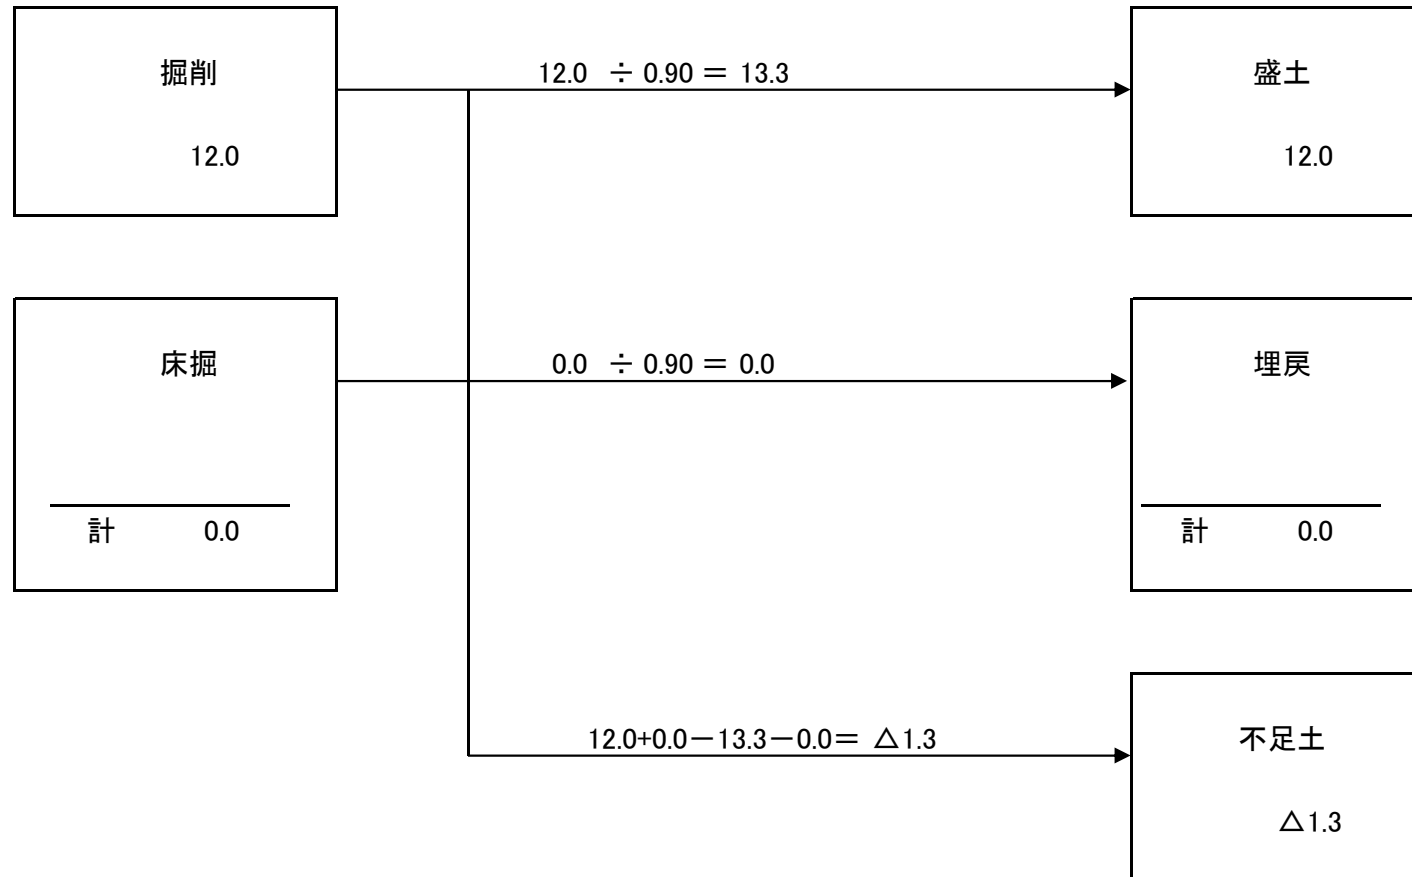 掘削
12.0 ÷ 0.90 = 13.3
盛土
12.0
12.0
床掘
0.0 ÷ 0.90 = 0.0
埋戻
計 0.0
計 0.0
12.0+0.0-13.3-0.0= △1.3
不足土
△1.3